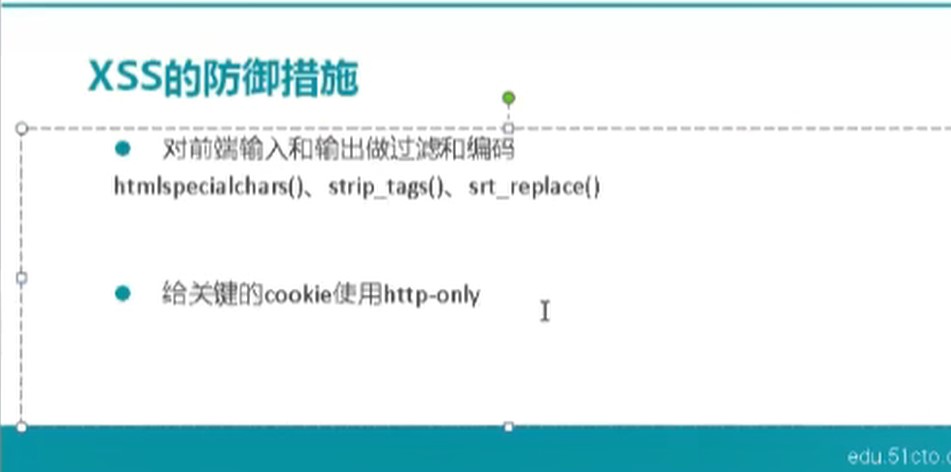 XSS的防御措施
对前端输入和输出做过滤和编码
htmlspecialchars()、strip_tags()、srt_replace()
给关键的cookie使用http-only
edu.51cto.